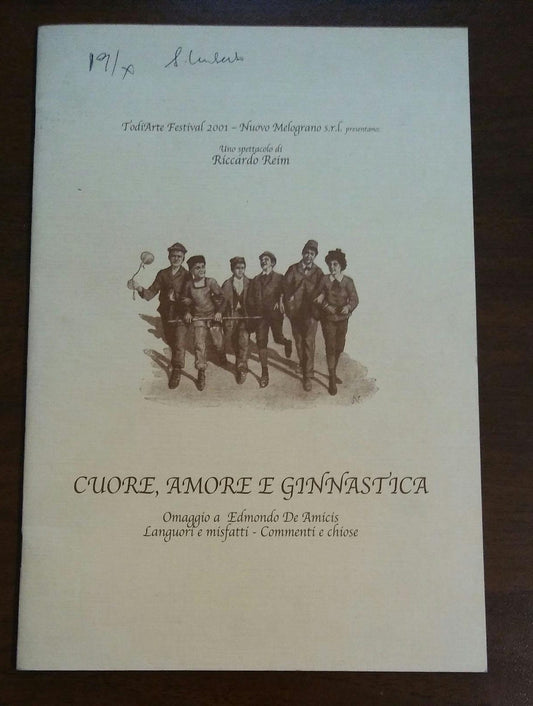 19/X S. Umberto
TodiArte Festival 2001 – Nuovo Melograno s.r.l. presentano:
Uno spettacolo di
Riccardo Reim
CUORE, AMORE E GINNASTICA
Omaggio a Edmondo De Amicis
Languori e misfatti - Commenti e chiose